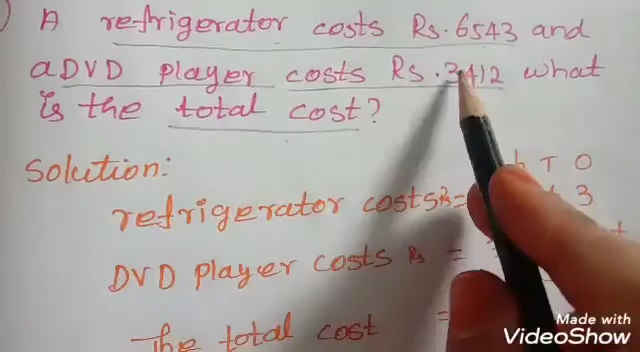 A refrigerator costs Rs. 6543 and
a DVD player costs Rs. 3412 what
is the total cost?
Solution:
T O
refrigerator costs Rs = 3
DVD player costs Rs =
The total cost =
Made with
VideoShow